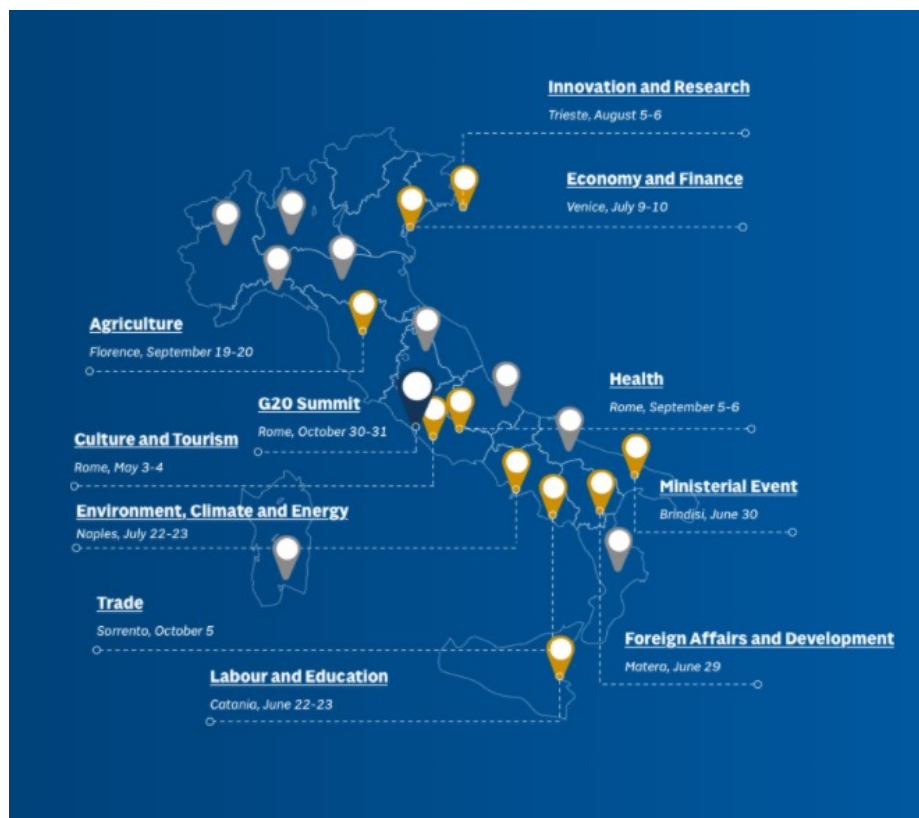 Innovation and Research
Trieste, August 5-6
Economy and Finance
Venice, July 9-10
Agriculture
Florence, September 19-20
Health
Rome, September 5-6
G20 Summit
Rome, October 30-31
Culture and Tourism
Rome, May 3-4
Ministerial Event
Brindisi, June 30
Environment, Climate and Energy
Naples, July 22-23
Trade
Sorrento, October 5
Foreign Affairs and Development
Matera, June 29
Labour and Education
Catania, June 22-23